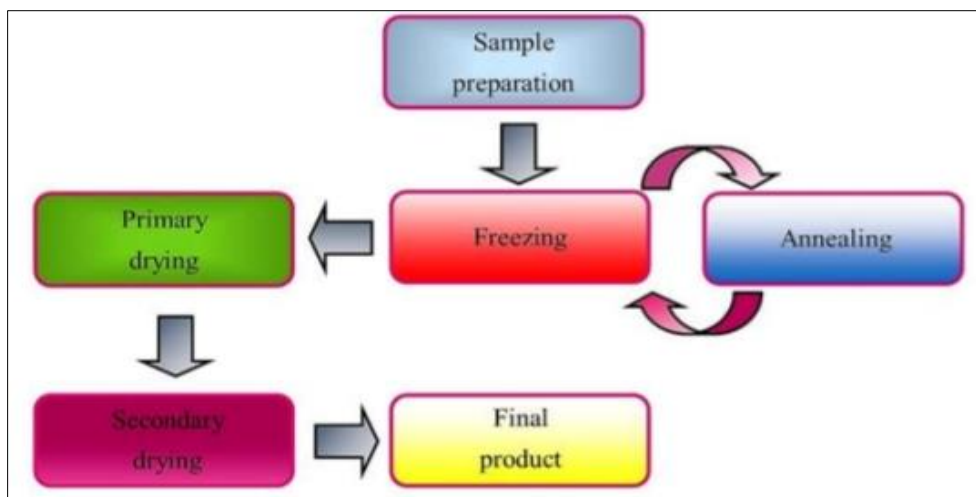 Sample
preparation
Freezing
Annealing
Primary
drying
Secondary
drying
Final
product